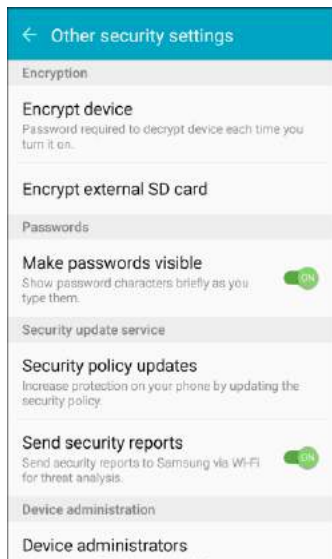 ← Other security settings
Encryption
Encrypt device
Password required to decrypt device each time you
turn it on.
Encrypt external SD card
Passwords
Make passwords visible
ON
Show password characters briefly as you
type them.
Security update service
Security policy updates
Increase protection on your phone by updating the
security policy.
Send security reports
ON
Send security reports to Samsung via Wi-Fi
for threat analysis.
Device administration
Device administrators